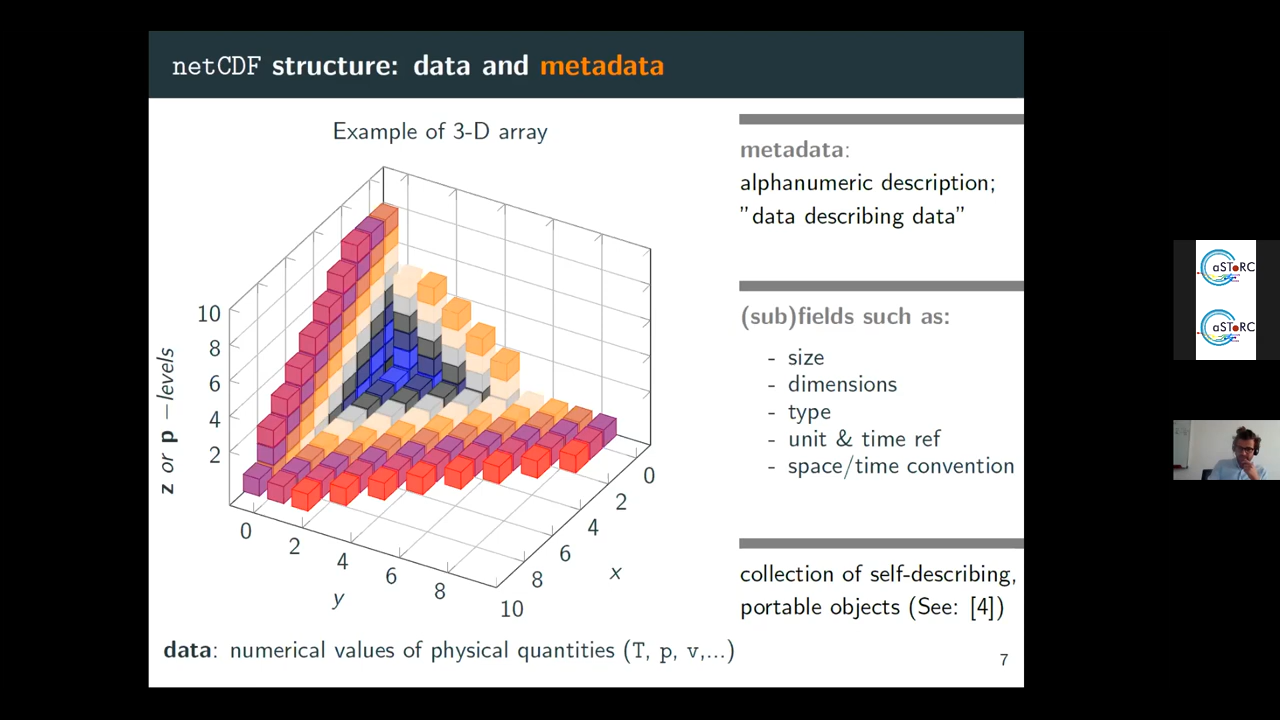 netCDF structure: data and metadata
Example of 3-D array
10
8
6
4
2
z or p – levels
0
2
4
6
8
10
y
0
2
4
6
8
x
data: numerical values of physical quantities (T, p, v,...)
metadata:
alphanumeric description;
"data describing data"
(sub)fields such as:
- size
- dimensions
- type
- unit & time ref
- space/time convention
collection of self-describing,
portable objects (See: [4])
7
aSToRC
aSToRC